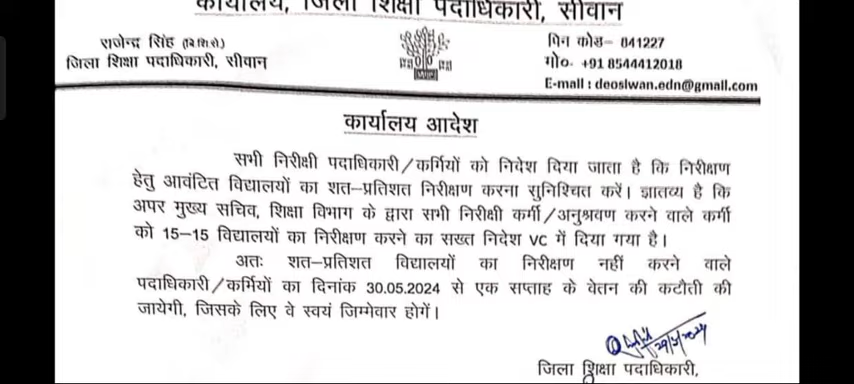 कार्यालय, जिला शिक्षा पदाधिकारी, सीवान
राजेन्द्र सिंह (बि.शि.से.)
जिला शिक्षा पदाधिकारी, सीवान
पिन कोड– 841227
मो०. +91 8544412018
E-mail : deosiwan.edn@gmail.com
कार्यालय आदेश
सभी निरीक्षी पदाधिकारी/कर्मियों को निदेश दिया जाता है कि निरीक्षण
हेतु आवंटित विद्यालयों का शत–प्रतिशत निरीक्षण करना सुनिश्चित करें। ज्ञातव्य है कि
अपर मुख्य सचिव, शिक्षा विभाग के द्वारा सभी निरीक्षी कर्मी/अनुश्रवण करने वाले कर्मी
को 15–15 विद्यालयों का निरीक्षण करने का सख्त निदेश VC में दिया गया है।
अतः शत–प्रतिशत विद्यालयों का निरीक्षण नहीं करने वाले
पदाधिकारी/कर्मियों का दिनांक 30.05.2024 से एक सप्ताह के वेतन की कटौती की
जायेगी, जिसके लिए वे स्वयं जिम्मेवार होगें।
29/5/2024
जिला शिक्षा पदाधिकारी,